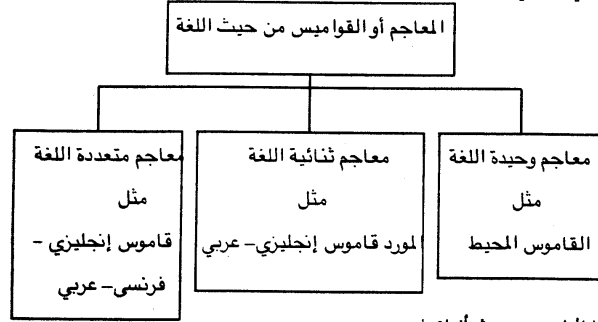 المعاجم أو القواميس من حيث اللغة
معاجم وحيدة اللغة
مثل
القاموس المحيط
معاجم ثنائية اللغة
مثل
المورد قاموس إنجليزي– عربي
معاجم متعددة اللغة
مثل
قاموس إنجليزي –
فرنسى– عربي